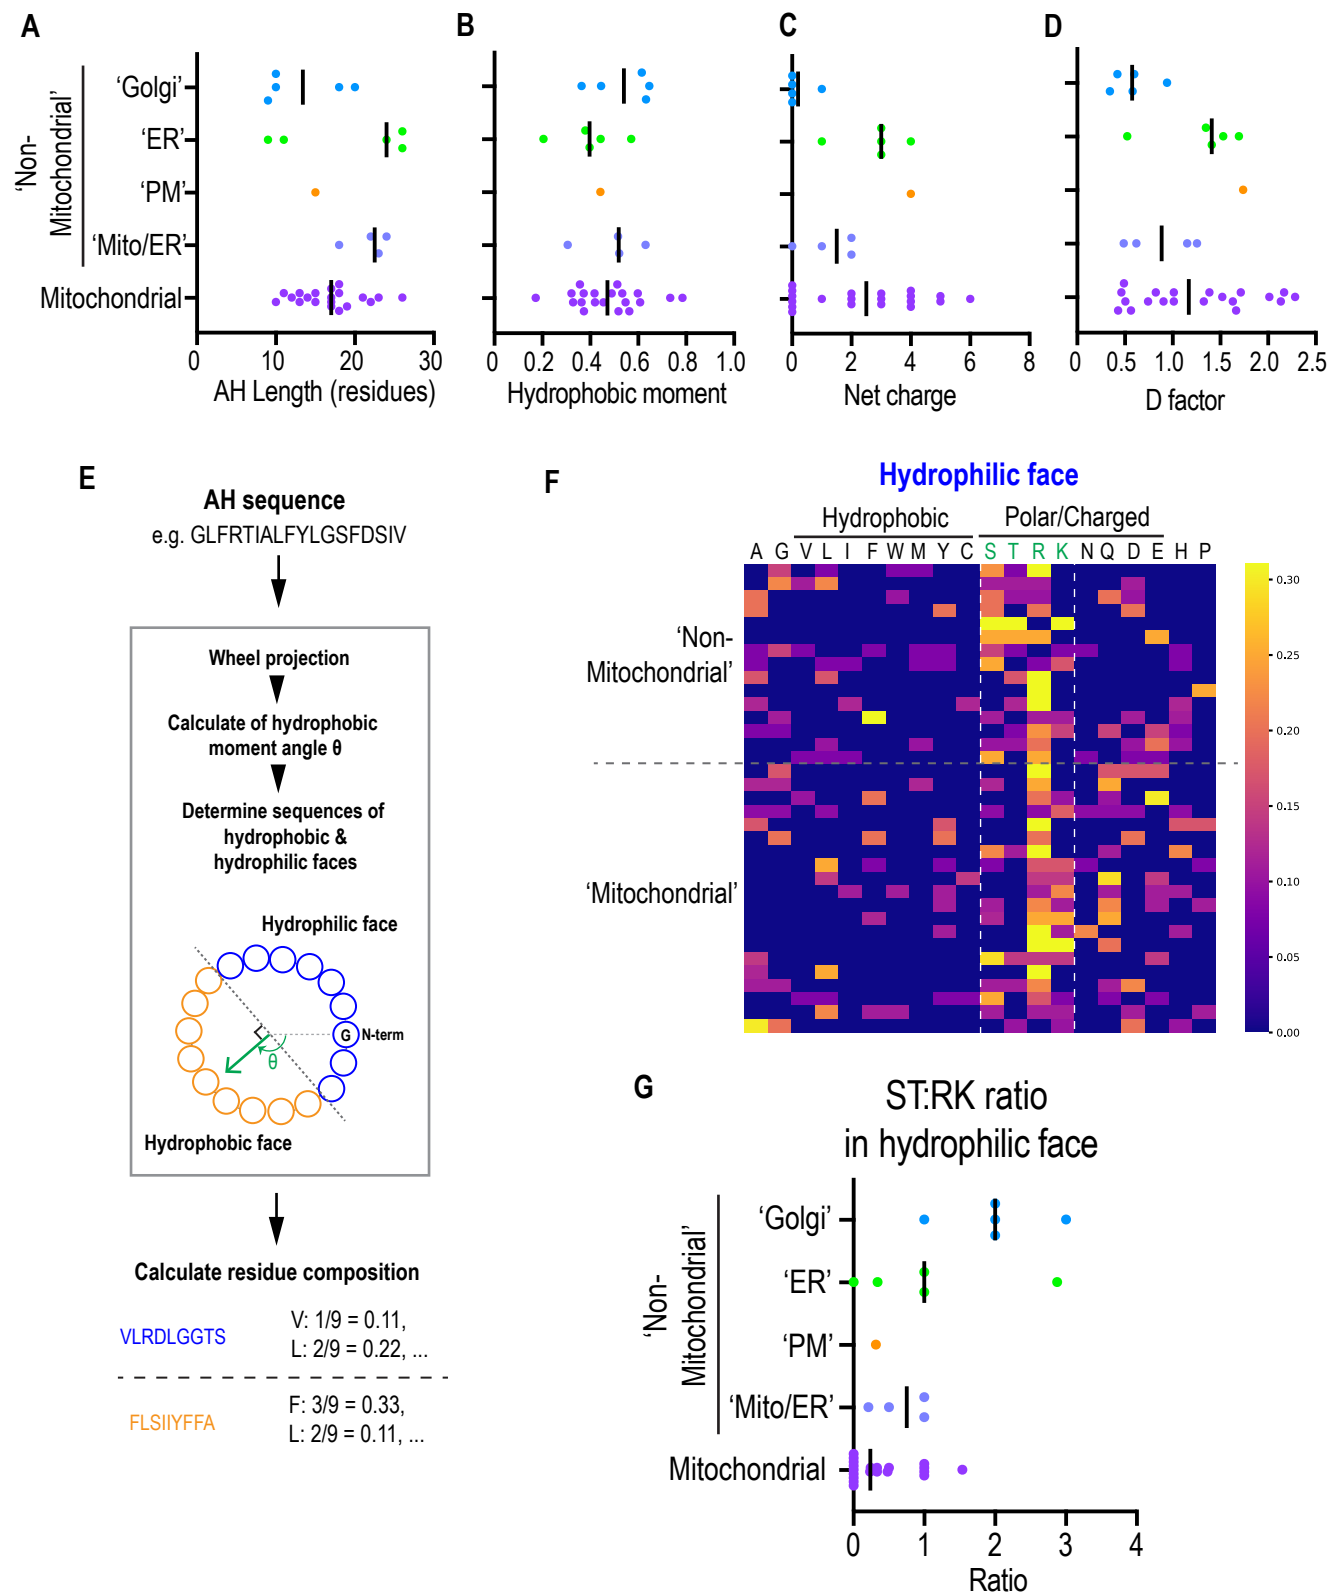 A
B
C
D
‘Non-
Mitochondrial’
‘Golgi’
‘ER’
‘PM’
‘Mito/ER’
Mitochondrial
0 10 20 30
AH Length (residues)
0 0.2 0.4 0.6 0.8 1.0
Hydrophobic moment
0 2 4 6 8
Net charge
0 0.5 1.0 1.5 2.0 2.5
D factor
E
AH sequence
e.g. GLFRTIALFYLGSFDSIV
Wheel projection
Calculate of hydrophobic
moment angle θ
Determine sequences of
hydrophobic &
hydrophilic faces
Hydrophilic face
G N-term
θ
Hydrophobic face
Calculate residue composition
VLRDLGGTS
V: 1/9 = 0.11,
L: 2/9 = 0.22, ...
FLSIIYFFA
F: 3/9 = 0.33,
L: 2/9 = 0.11, ...
F
Hydrophilic face
Hydrophobic Polar/Charged
A G V L I F W M Y C S T R K N Q D E H P
‘Non-
Mitochondrial’
‘Mitochondrial’
0.30
0.25
0.20
0.15
0.10
0.05
0.00
G
ST:RK ratio
in hydrophilic face
‘Non-
Mitochondrial’
‘Golgi’
‘ER’
‘PM’
‘Mito/ER’
Mitochondrial
0 1 2 3 4
Ratio